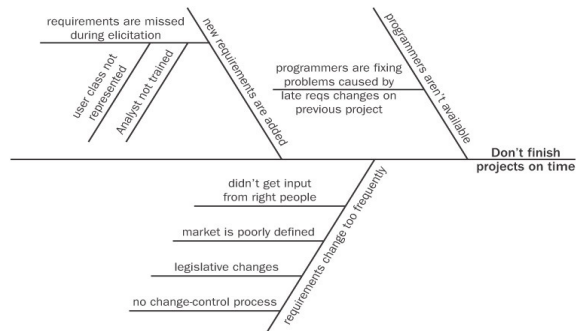 requirements are missed
during elicitation
user class not
represented
Analyst not trained
new requirements are added
programmers are fixing
problems caused by
late reqs changes on
previous project
programmers aren't available
Don't finish
projects on time
didn't get input
from right people
market is poorly defined
legislative changes
no change-control process
requirements change too frequently